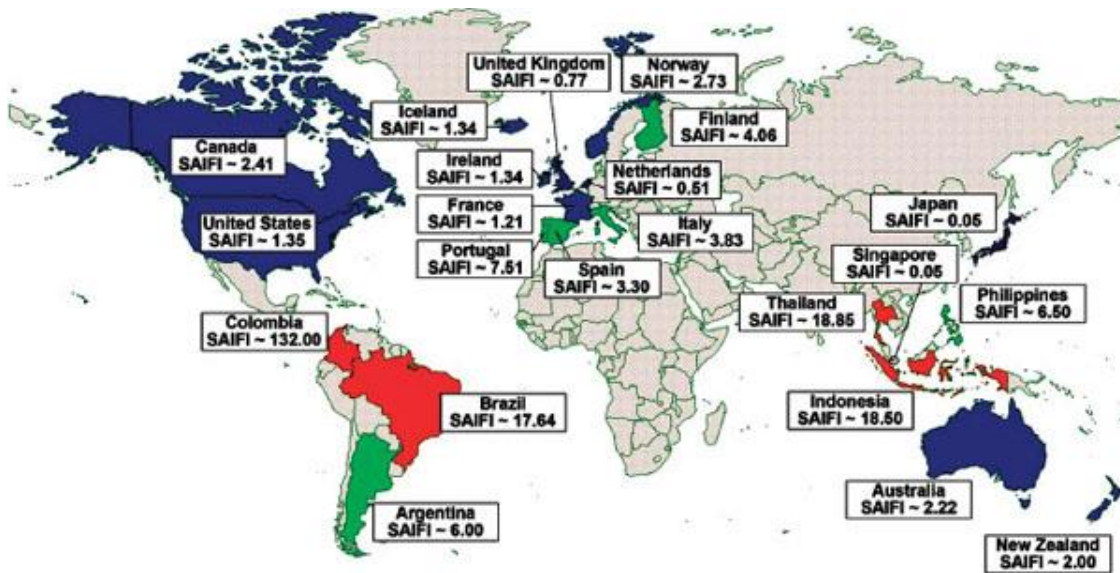 United Kingdom
SAIFI ~ 0.77
Norway
SAIFI ~ 2.73
Iceland
SAIFI ~ 1.34
Finland
SAIFI ~ 4.06
Canada
SAIFI ~ 2.41
Ireland
SAIFI ~ 1.34
Netherlands
SAIFI ~ 0.51
France
SAIFI ~ 1.21
Italy
SAIFI ~ 3.83
Japan
SAIFI ~ 0.05
United States
SAIFI ~ 1.35
Portugal
SAIFI ~ 7.51
Spain
SAIFI ~ 3.30
Singapore
SAIFI ~ 0.05
Thailand
SAIFI ~ 18.85
Philippines
SAIFI ~ 6.50
Colombia
SAIFI ~ 132.00
Brazil
SAIFI ~ 17.64
Indonesia
SAIFI ~ 18.50
Australia
SAIFI ~ 2.22
Argentina
SAIFI ~ 6.00
New Zealand
SAIFI ~ 2.00